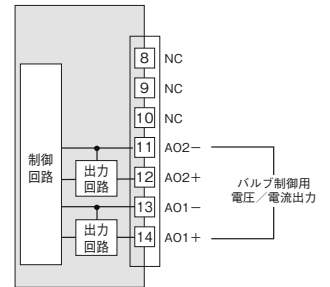 8 NC
9 NC
10 NC
11 AO2−
12 AO2+
13 AO1−
14 AO1+
制御
回路
出力
回路
出力
回路
バルブ制御用
電圧／電流出力